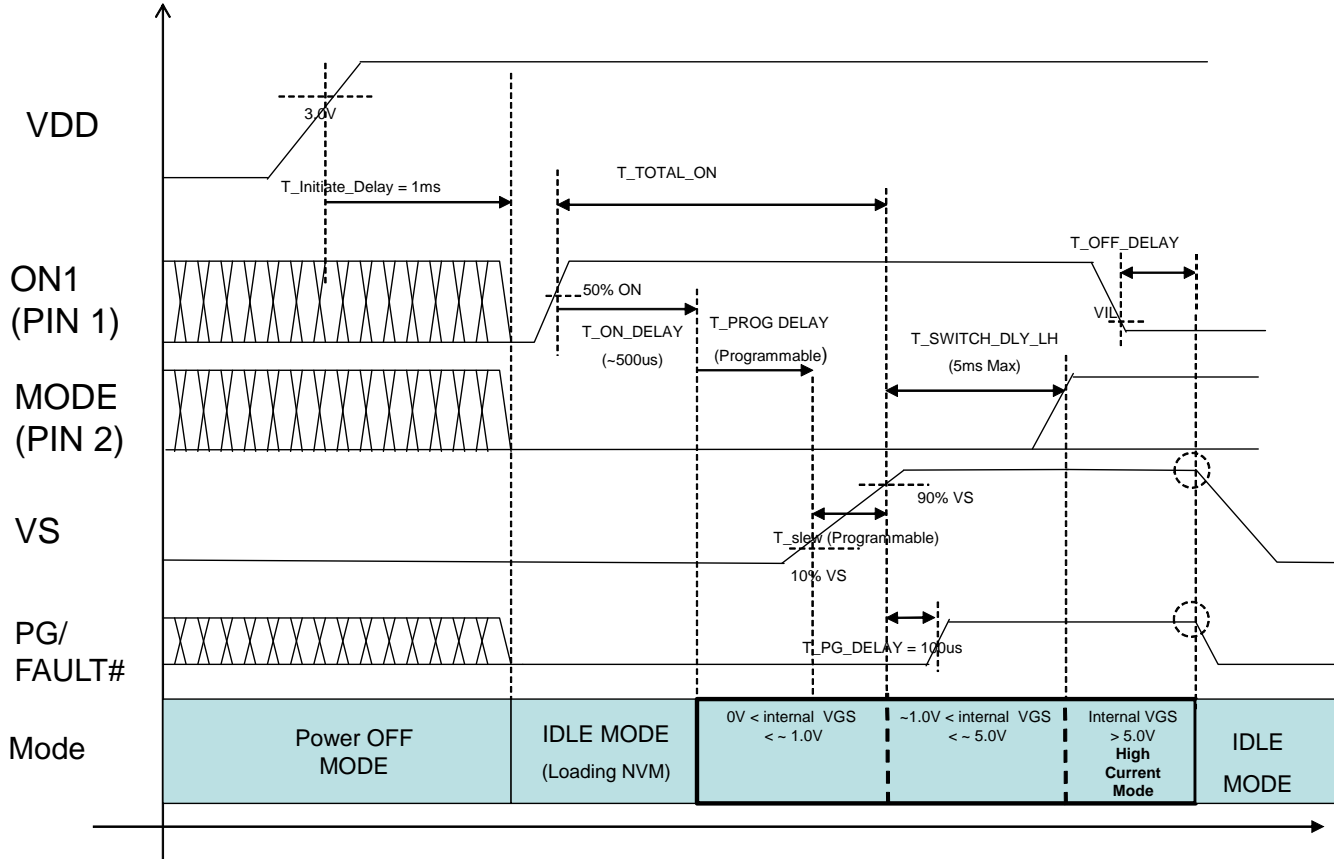 VDD
3.0V
T_Initiate_Delay = 1ms
T_TOTAL_ON
T_OFF_DELAY
ON1
(PIN 1)
50% ON
VIL
T_ON_DELAY
(~500us)
T_PROG DELAY
(Programmable)
T_SWITCH_DLY_LH
(5ms Max)
MODE
(PIN 2)
90% VS
VS
T_slew (Programmable)
10% VS
PG/
FAULT#
T_PG_DELAY = 100us
Mode
Power OFF
MODE
IDLE MODE
(Loading NVM)
0V < internal VGS
< ~ 1.0V
~1.0V < internal VGS
< ~ 5.0V
Internal VGS
> 5.0V
High
Current
Mode
IDLE
MODE